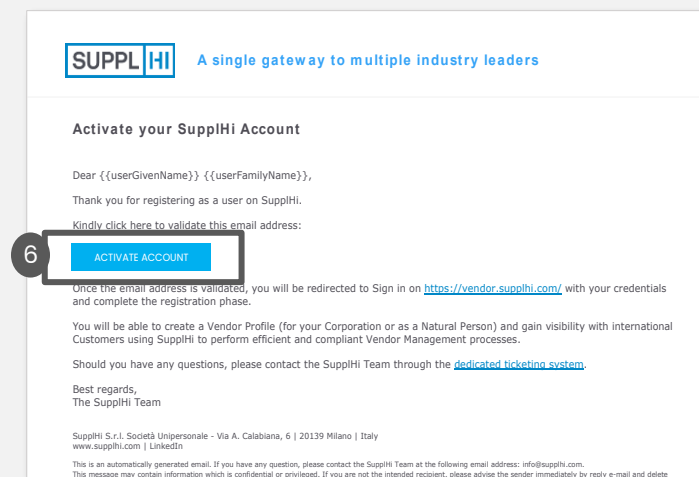 SUPPL HI
A single gateway to multiple industry leaders
Activate your SupplHi Account
Dear {{userGivenName}} {{userFamilyName}},
Thank you for registering as a user on SupplHi.
Kindly click here to validate this email address:
6
ACTIVATE ACCOUNT
Once the email address is validated, you will be redirected to Sign in on https://vendor.supplhi.com/ with your credentials
and complete the registration phase.
You will be able to create a Vendor Profile (for your Corporation or as a Natural Person) and gain visibility with international
Customers using SupplHi to perform efficient and compliant Vendor Management processes.
Should you have any questions, please contact the SupplHi Team through the dedicated ticketing system.
Best regards,
The SupplHi Team
SupplHi S.r.l. Società Unipersonale - Via A. Calabiana, 6 | 20139 Milano | Italy
www.supplhi.com | LinkedIn
This is an automatically generated email. If you have any question, please contact the SupplHi Team at the following email address: info@supplhi.com.
This message may contain information which is confidential or privileged. If you are not the intended recipient, please advise the sender immediately by reply e-mail and delete